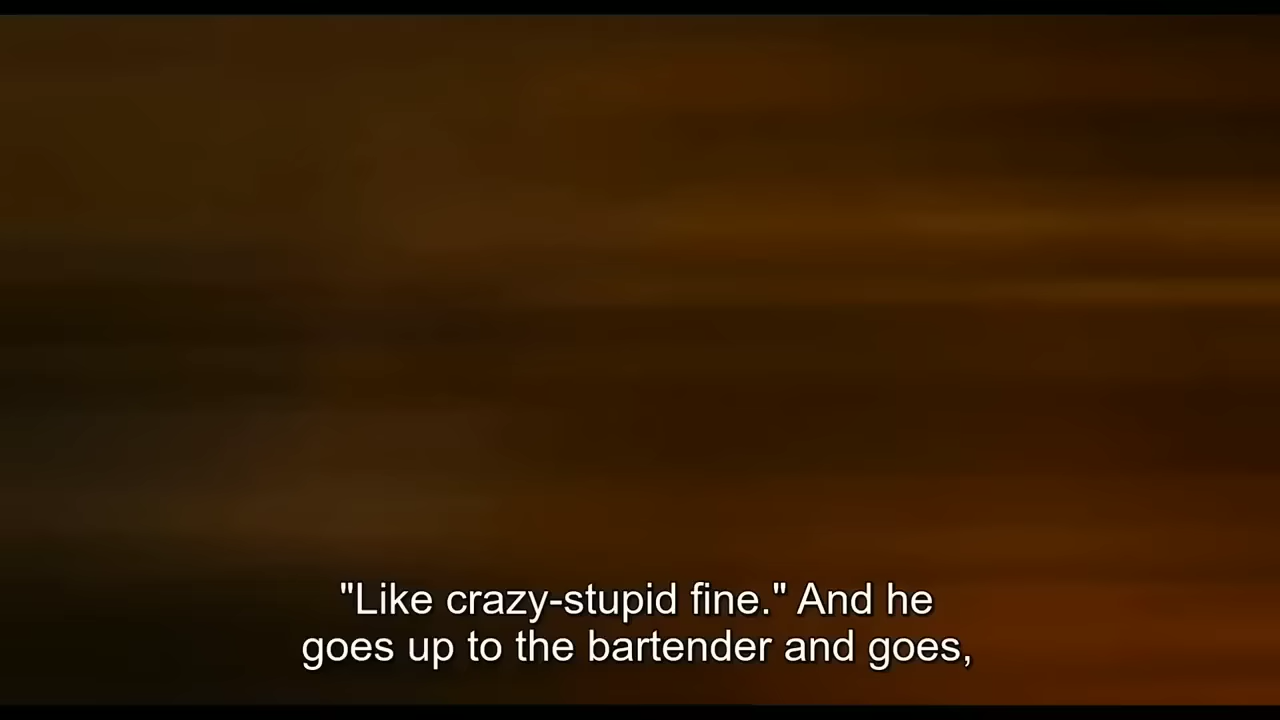 "Like crazy-stupid fine." And he
goes up to the bartender and goes,